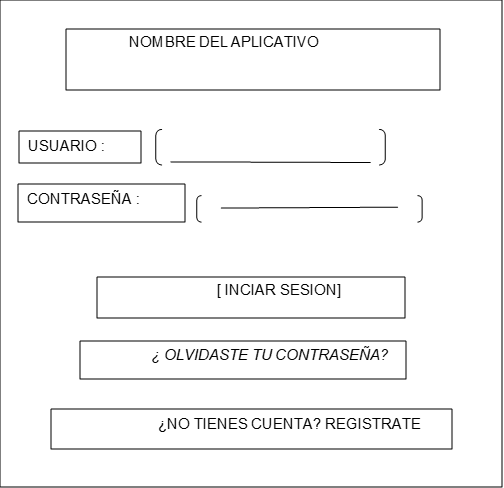 NOMBRE DEL APLICATIVO
USUARIO :
CONTRASEÑA :
[ INCIAR SESION]
¿ OLVIDASTE TU CONTRASEÑA?
¿NO TIENES CUENTA? REGISTRATE